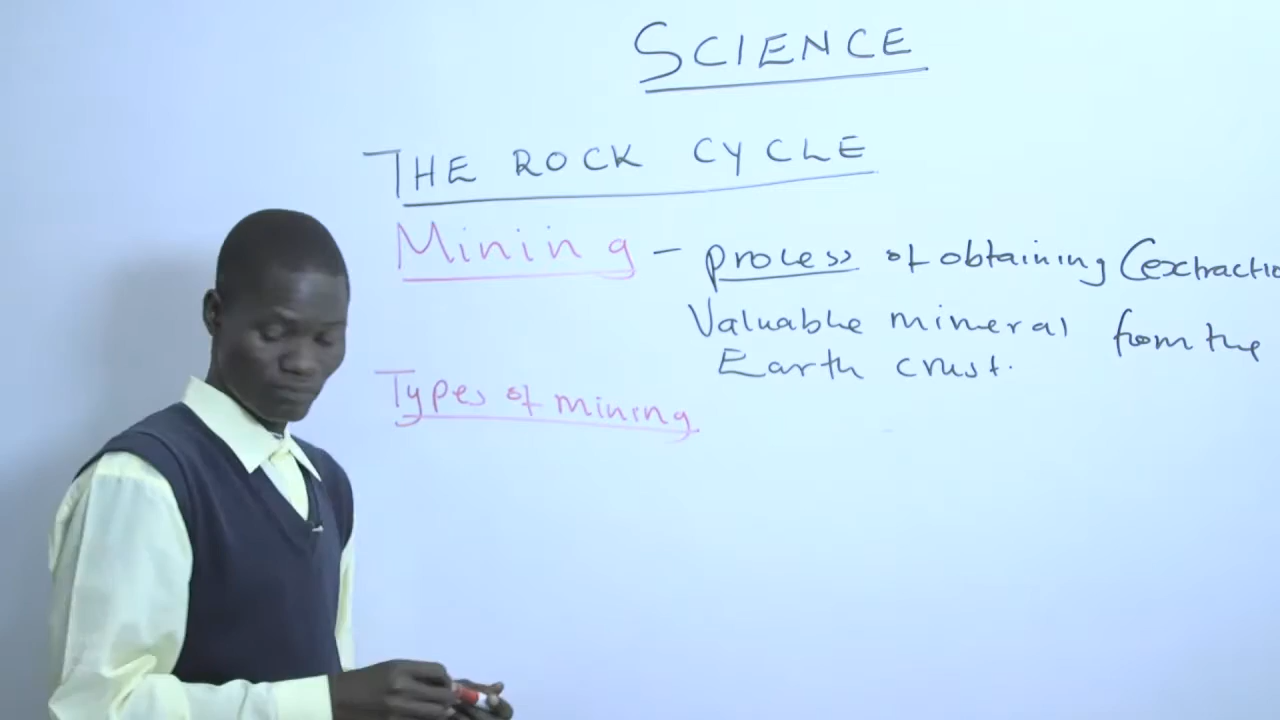 SCIENCE
THE ROCK CYCLE
Mining - process of obtaining (extractio
Valuable mineral from the
Earth crust.
Types of mining